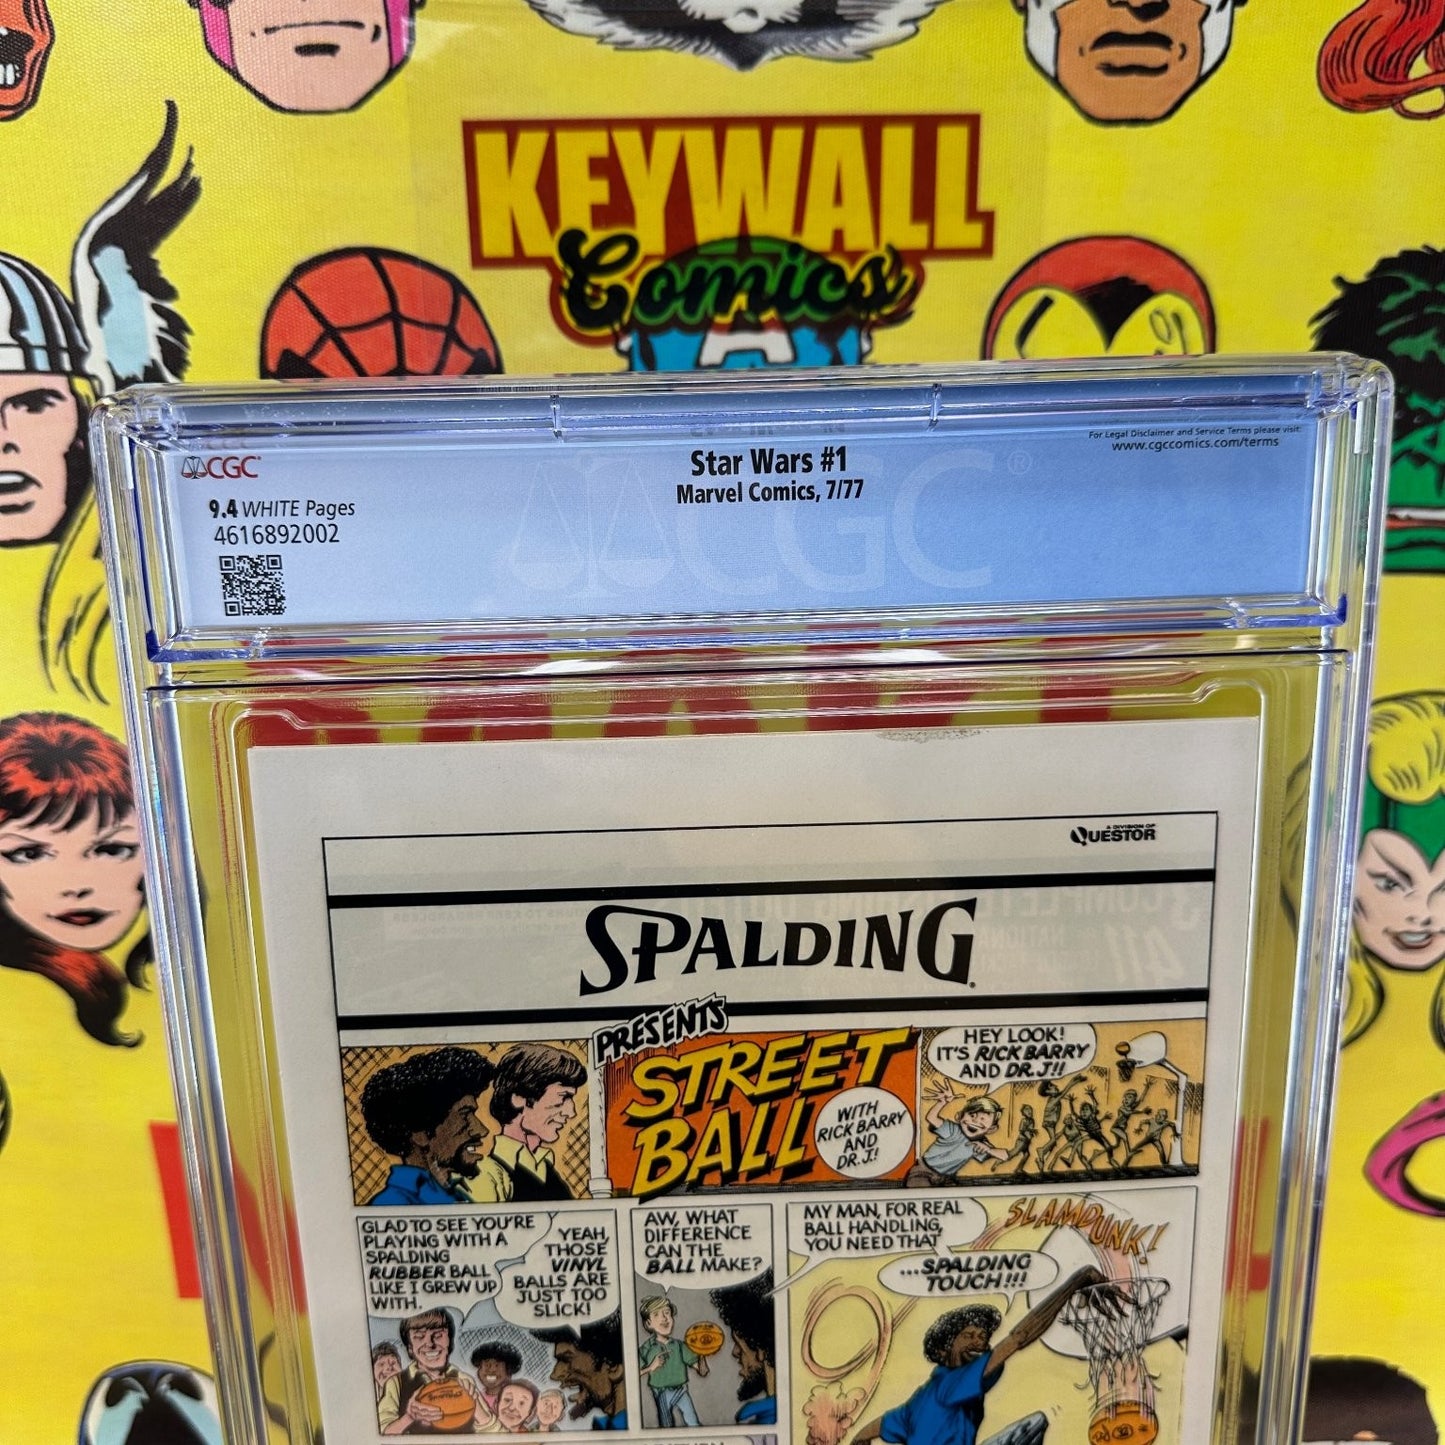 KEYWALL
Comics
CGC
Star Wars #1
Marvel Comics, 7/77
For Legal Disclaimer and Service Terms please visit:
www.cgccomics.com/terms
9.4 WHITE Pages
4616892002
CGC®
A DIVISION OF
QUESTOR
SPALDING
PRESENTS
STREET
BALL
WITH
RICK BARRY
AND
DR. J!
HEY LOOK!
IT'S RICK BARRY
AND DR. J!!
GLAD TO SEE YOU'RE
PLAYING WITH A
SPALDING
RUBBER BALL
LIKE I GREW UP
WITH.
YEAH,
THOSE
VINYL
BALLS ARE
JUST TOO
SLICK!
AW, WHAT
DIFFERENCE
CAN THE
BALL MAKE?
MY MAN, FOR REAL
BALL HANDLING,
YOU NEED THAT
...SPALDING
TOUCH!!!
SLAMDUNK!